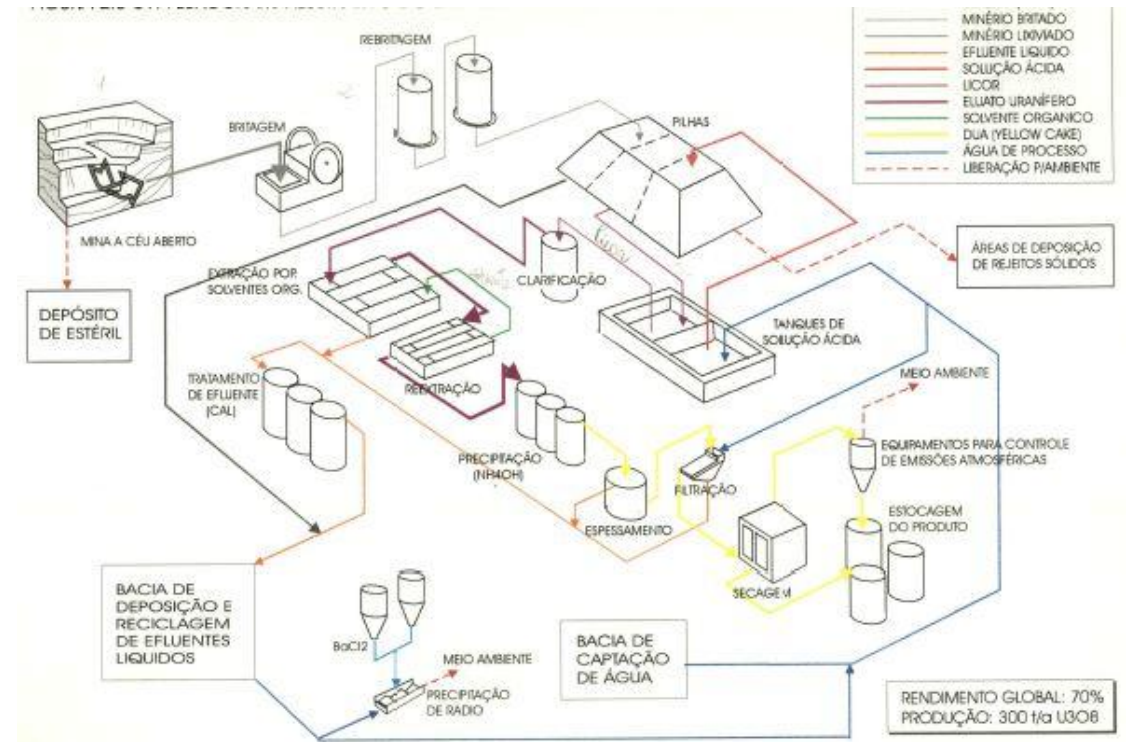 MINÉRIO BRITADO
MINÉRIO LIXIVIADO
EFLUENTE LIQUIDO
SOLUÇÃO ÁCIDA
LICOR
ELUATO URANÍFERO
SOLVENTE ORGANICO
DUA (YELLOW CAKE)
ÁGUA DE PROCESSO
LIBERAÇÃO P/AMBIENTE
REBRITAGEM
BRITAGEM
PILHAS
MINA A CÉU ABERTO
DEPÓSITO
DE ESTÉRIL
EXTRAÇÃO POR
SOLVENTES ORG.
CLARIFICAÇÃO
ÁREAS DE DEPOSIÇÃO
DE REJEITOS SÓLIDOS
TANQUES DE
SOLUÇÃO ÁCIDA
TRATAMENTO
DE EFLUENTE
(CAL)
REEXTRAÇÃO
MEIO AMBIENTE
PRECIPITAÇÃO
(NH4OH)
FILTRAÇÃO
EQUIPAMENTOS PARA CONTROLE
DE EMISSÕES ATMOSFÉRICAS
ESPESSAMENTO
ESTOCAGEM
DO PRODUTO
SECAGEM
BACIA DE
DEPOSIÇÃO E
RECICLAGEM
DE EFLUENTES
LIQUIDOS
BaCl2
MEIO AMBIENTE
PRECIPITAÇÃO
DE RADIO
BACIA DE
CAPTAÇÃO
DE ÁGUA
RENDIMENTO GLOBAL: 70%
PRODUÇÃO: 300 t/a U3O8